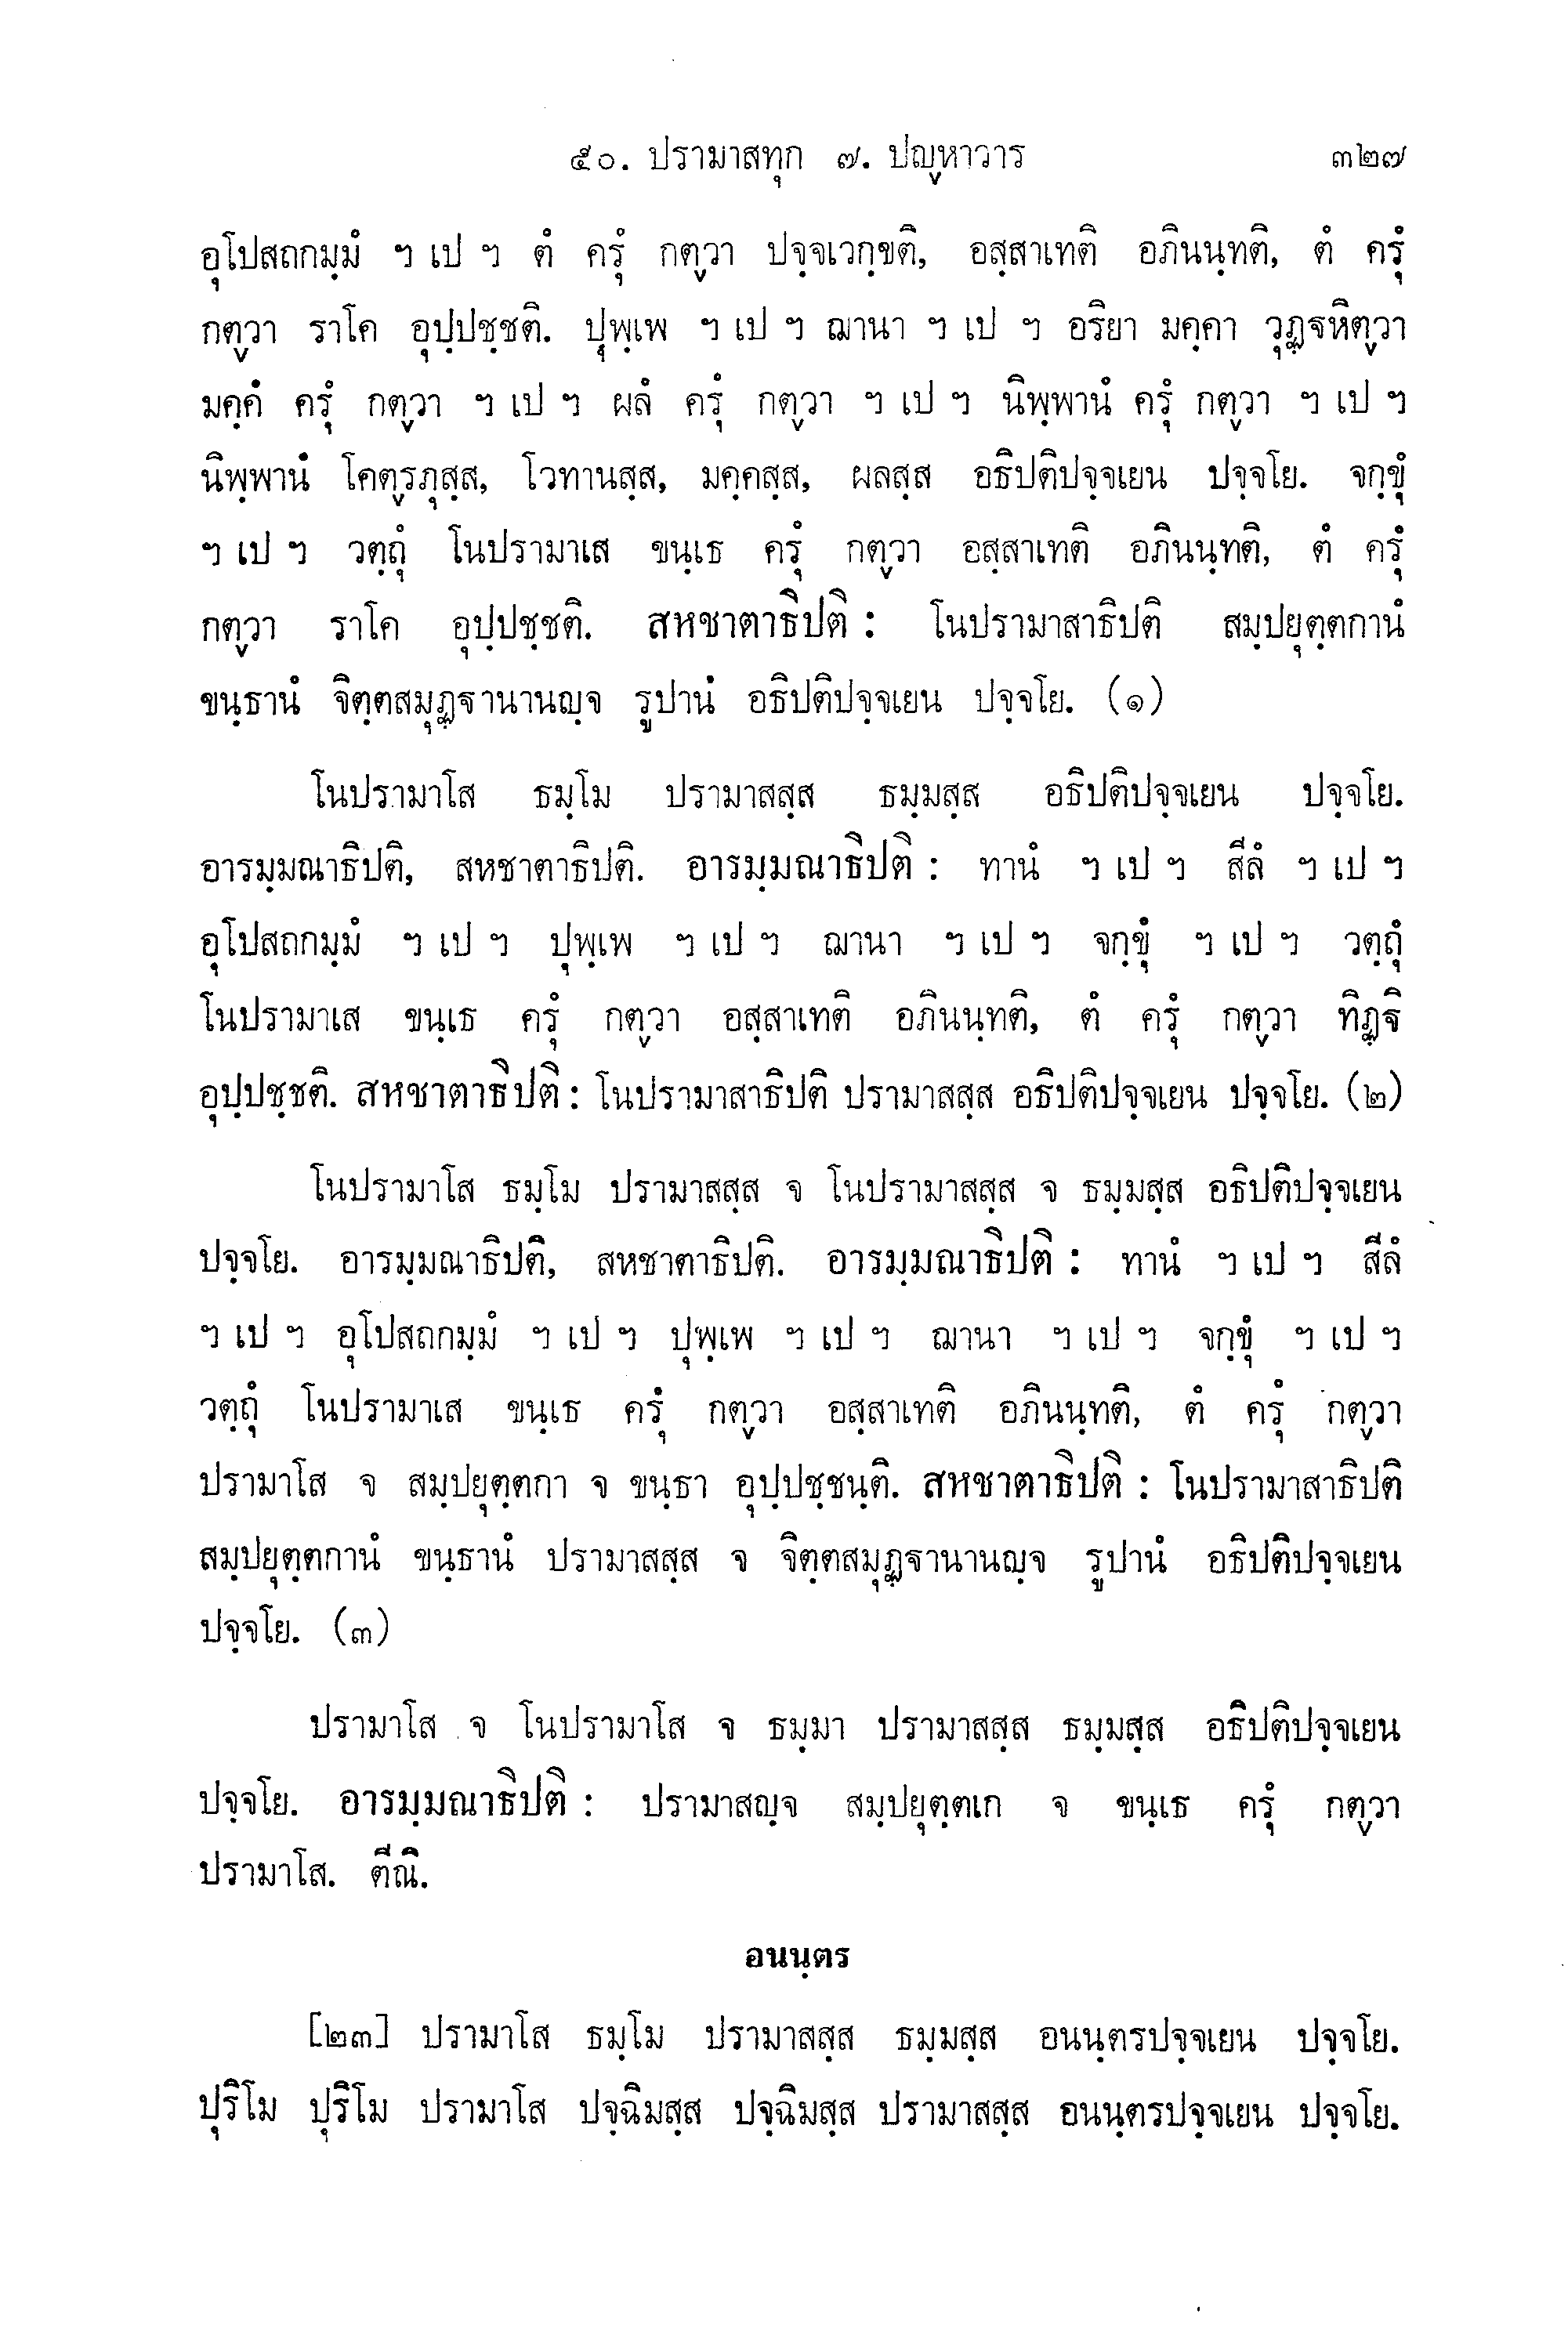 ๕๐. ปรามาสทุก ๗. ปญฺหาวาร ๓๒๗
อุโปสถกมฺมํ ฯ เป ฯ ตํ ครุํ กตฺวา ปจฺจเวกฺขติ, อสฺสาเทติ อภินนฺทติ, ตํ ครุํ
กตฺวา ราโค อุปฺปชฺชติ. ปุพฺเพ ฯ เป ฯ ฌานา ฯ เป ฯ อริยา มคฺคา วุฏฺฐหิตฺวา
มคฺคํ ครุํ กตฺวา ฯ เป ฯ ผลํ ครุํ กตฺวา ฯ เป ฯ นิพฺพานํ ครุํ กตฺวา ฯ เป ฯ
นิพฺพานํ โคตฺรภุสฺส, โวทานสฺส, มคฺคสฺส, ผลสฺส อธิปติปจฺจเยน ปจฺจโย. จกฺขุํ
ฯ เป ฯ วตฺถุํ โนปรามาเส ขนฺเธ ครุํ กตฺวา อสฺสาเทติ อภินนฺทติ, ตํ ครุํ
กตฺวา ราโค อุปฺปชฺชติ. สหชาตาธิปติ : โนปรามาสาธิปติ สมฺปยุตฺตกานํ
ขนฺธานํ จิตฺตสมุฏฺฐานานญฺจ รูปานํ อธิปติปจฺจเยน ปจฺจโย. (๑)
โนปรามาโส ธมฺโม ปรามาสสฺส ธมฺมสฺส อธิปติปจฺจเยน ปจฺจโย.
อารมฺมณาธิปติ, สหชาตาธิปติ. อารมฺมณาธิปติ : ทานํ ฯ เป ฯ สีลํ ฯ เป ฯ
อุโปสถกมฺมํ ฯ เป ฯ ปุพฺเพ ฯ เป ฯ ฌานา ฯ เป ฯ จกฺขุํ ฯ เป ฯ วตฺถุํ
โนปรามาเส ขนฺเธ ครุํ กตฺวา อสฺสาเทติ อภินนฺทติ, ตํ ครุํ กตฺวา ทิฏฺฐิ
อุปฺปชฺชติ. สหชาตาธิปติ : โนปรามาสาธิปติ ปรามาสสฺส อธิปติปจฺจเยน ปจฺจโย. (๒)
โนปรามาโส ธมฺโม ปรามาสสฺส จ โนปรามาสสฺส จ ธมฺมสฺส อธิปติปจฺจเยน
ปจฺจโย. อารมฺมณาธิปติ, สหชาตาธิปติ. อารมฺมณาธิปติ : ทานํ ฯ เป ฯ สีลํ
ฯ เป ฯ อุโปสถกมฺมํ ฯ เป ฯ ปุพฺเพ ฯ เป ฯ ฌานา ฯ เป ฯ จกฺขุํ ฯ เป ฯ
วตฺถุํ โนปรามาเส ขนฺเธ ครุํ กตฺวา อสฺสาเทติ อภินนฺทติ, ตํ ครุํ กตฺวา
ปรามาโส จ สมฺปยุตฺตกา จ ขนฺธา อุปฺปชฺชนฺติ. สหชาตาธิปติ : โนปรามาสาธิปติ
สมฺปยุตฺตกานํ ขนฺธานํ ปรามาสสฺส จ จิตฺตสมุฏฺฐานานญฺจ รูปานํ อธิปติปจฺจเยน
ปจฺจโย. (๓)
ปรามาโส จ โนปรามาโส จ ธมฺมา ปรามาสสฺส ธมฺมสฺส อธิปติปจฺจเยน
ปจฺจโย. อารมฺมณาธิปติ : ปรามาสญฺจ สมฺปยุตฺตเก จ ขนฺเธ ครุํ กตฺวา
ปรามาโส. ตีณิ.
อนนฺตร
[๒๓] ปรามาโส ธมฺโม ปรามาสสฺส ธมฺมสฺส อนนฺตรปจฺจเยน ปจฺจโย.
ปุริโม ปุริโม ปรามาโส ปจฺฉิมสฺส ปจฺฉิมสฺส ปรามาสสฺส อนนฺตรปจฺจเยน ปจฺจโย.